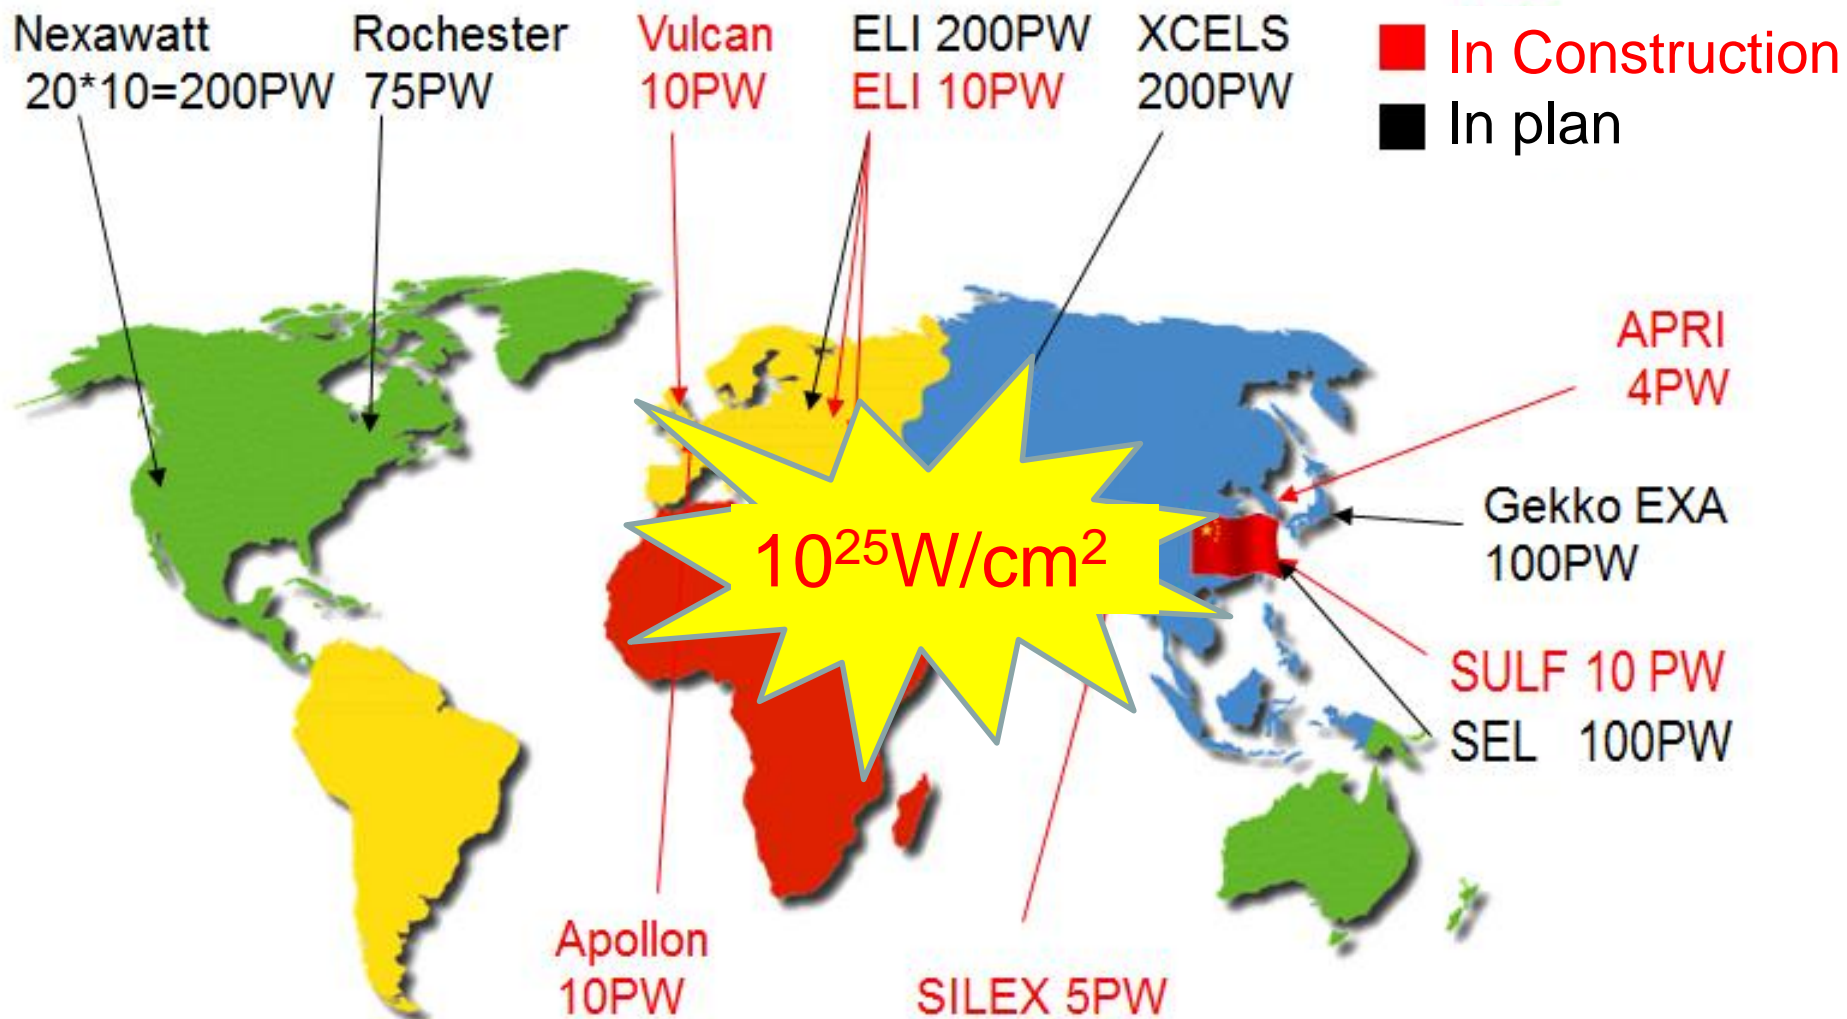 Nexawatt
20*10=200PW
Rochester
75PW
Vulcan
10PW
ELI 200PW
ELI 10PW
XCELS
200PW
In Construction
In plan
APRI
4PW
Gekko EXA
100PW
10²⁵W/cm²
SULF 10 PW
SEL 100PW
Apollon
10PW
SILEX 5PW